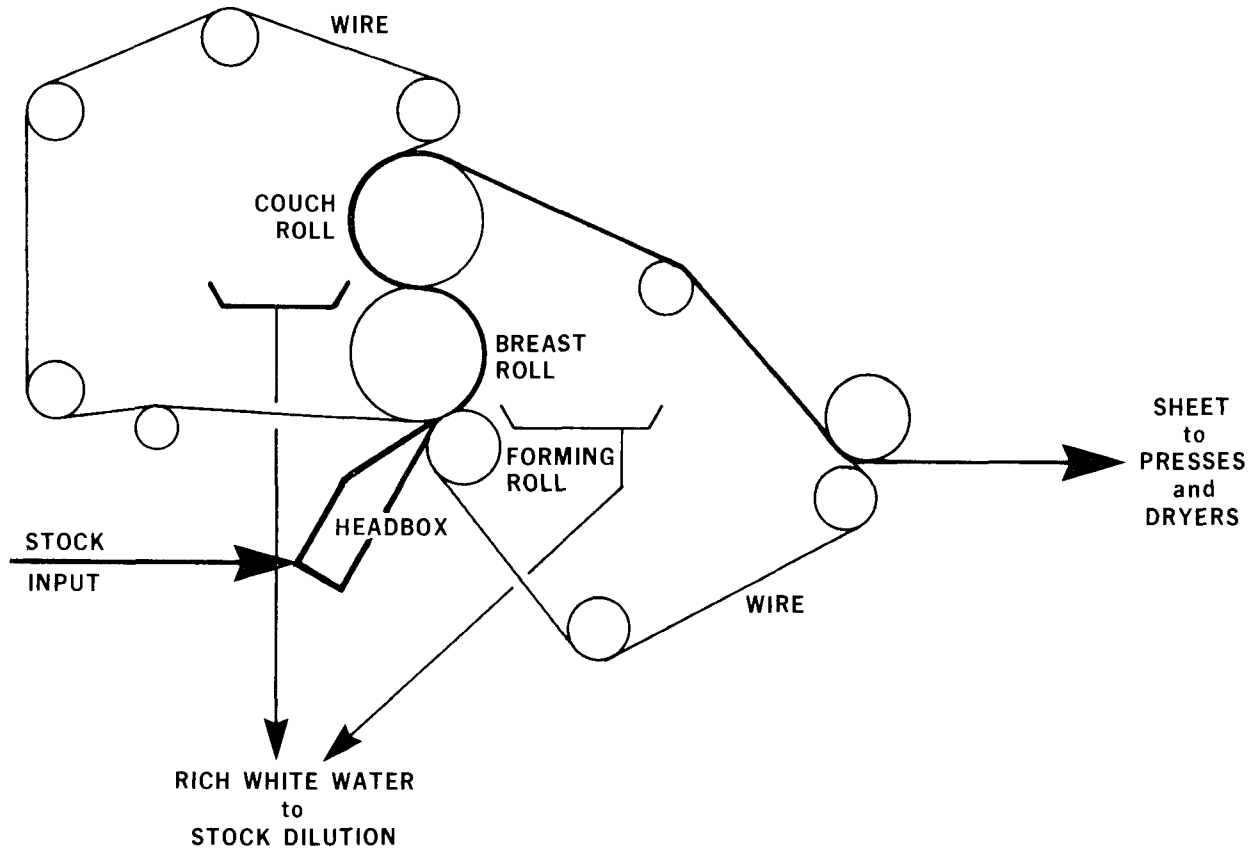 WIRE
COUCH
ROLL
BREAST
ROLL
FORMING
ROLL
HEADBOX
STOCK
INPUT
WIRE
SHEET
to
PRESSES
and
DRYERS
RICH WHITE WATER
to
STOCK DILUTION